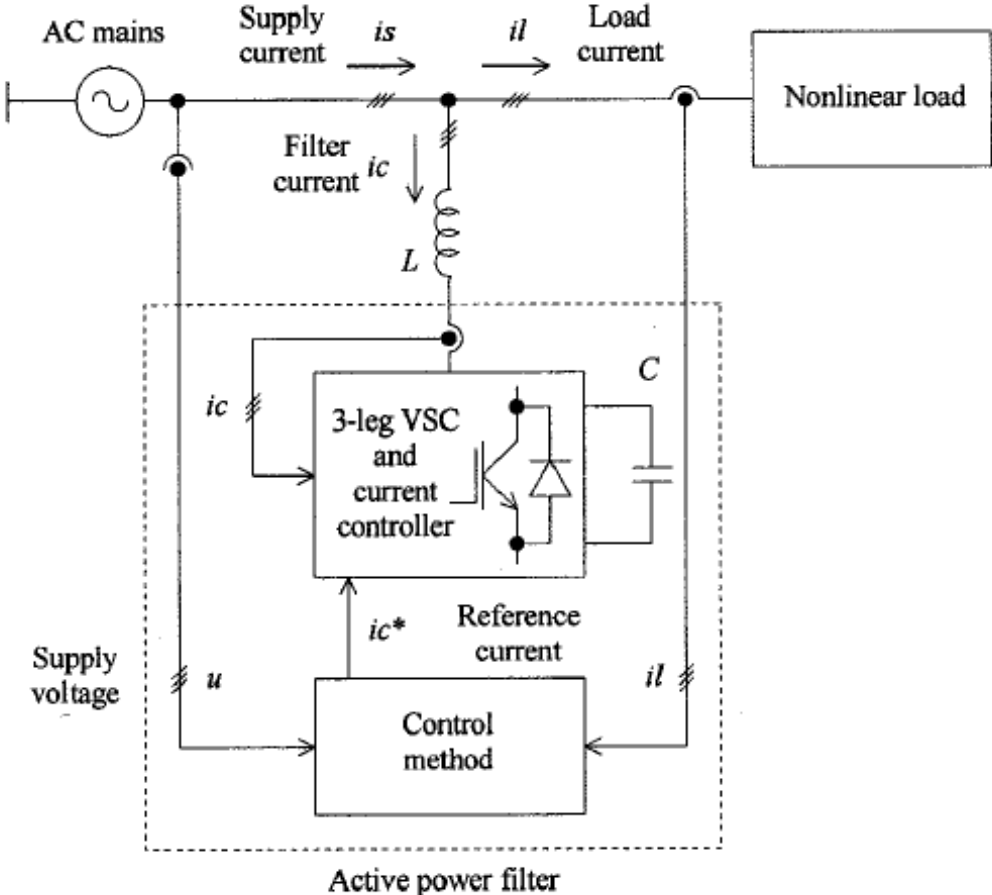 AC mains
Supply
current
is
il
Load
current
Nonlinear load
Filter
current
ic
L
C
ic
3-leg VSC
and
current
controller
ic*
Reference
current
Supply
voltage
u
il
Control
method
Active power filter